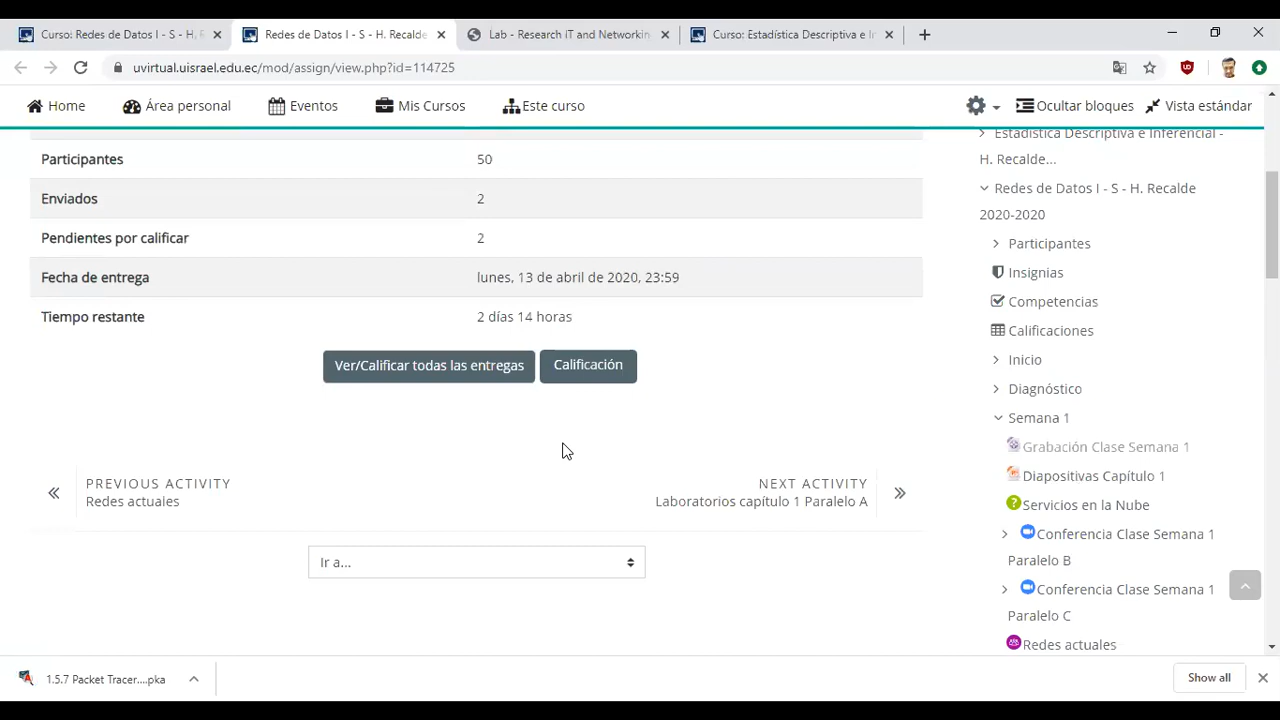 Curso: Redes de Datos I - S - H. R
Redes de Datos I - S - H. Recalde
Lab - Research IT and Networkin
Curso: Estadística Descriptiva e In
uvirtual.uisrael.edu.ec/mod/assign/view.php?id=114725
Home
Área personal
Eventos
Mis Cursos
Este curso
Ocultar bloques
Vista estándar
Participantes 50
Enviados 2
Pendientes por calificar 2
Fecha de entrega lunes, 13 de abril de 2020, 23:59
Tiempo restante 2 días 14 horas
Ver/Calificar todas las entregas
Calificación
PREVIOUS ACTIVITY
Redes actuales
NEXT ACTIVITY
Laboratorios capítulo 1 Paralelo A
Ir a...
Estadística Descriptiva e Inferencial -
H. Recalde...
Redes de Datos I - S - H. Recalde
2020-2020
Participantes
Insignias
Competencias
Calificaciones
Inicio
Diagnóstico
Semana 1
Grabación Clase Semana 1
Diapositivas Capítulo 1
Servicios en la Nube
Conferencia Clase Semana 1
Paralelo B
Conferencia Clase Semana 1
Paralelo C
Redes actuales
1.5.7 Packet Tracer....pka
Show all